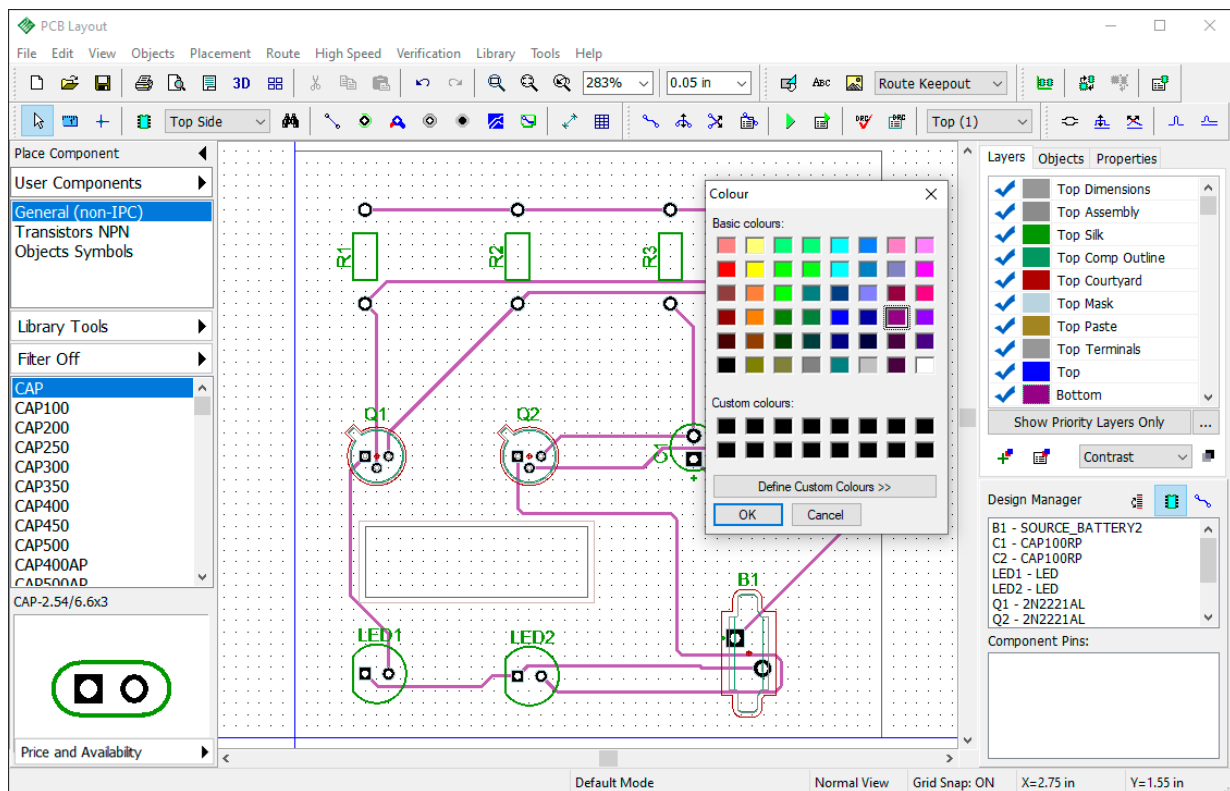 PCB Layout
File Edit View Objects Placement Route High Speed Verification Library Tools Help
3D 283% 0.05 in ABC Route Keepout
Top Side DRC DRC Top (1)
Place Component
User Components
General (non-IPC)
Transistors NPN
Objects Symbols
Library Tools
Filter Off
CAP
CAP100
CAP200
CAP250
CAP300
CAP350
CAP400
CAP450
CAP500
CAP400AP
CAP500AP
CAP-2.54/6.6x3
Price and Availability
R1
R2
R3
Q1
Q2
C1
+
LED1
LED2
B1
Colour
Basic colours:
Custom colours:
Define Custom Colours >>
OK Cancel
Layers Objects Properties
Top Dimensions
Top Assembly
Top Silk
Top Comp Outline
Top Courtyard
Top Mask
Top Paste
Top Terminals
Top
Bottom
Show Priority Layers Only ...
Contrast
Design Manager
B1 - SOURCE_BATTERY2
C1 - CAP100RP
C2 - CAP100RP
LED1 - LED
LED2 - LED
Q1 - 2N2221AL
Q2 - 2N2221AL
Component Pins:
Default Mode Normal View Grid Snap: ON X=2.75 in Y=1.55 in